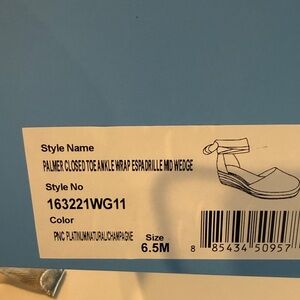 Style Name
PALMER CLOSED TOE ANKLE WRAP ESPADRILLE MID WEDGE
Style No
163221WG11
Color
PNC PLATINUM/NATURAL/CHAMPAGNE
Size
6.5M
8 85434 50957